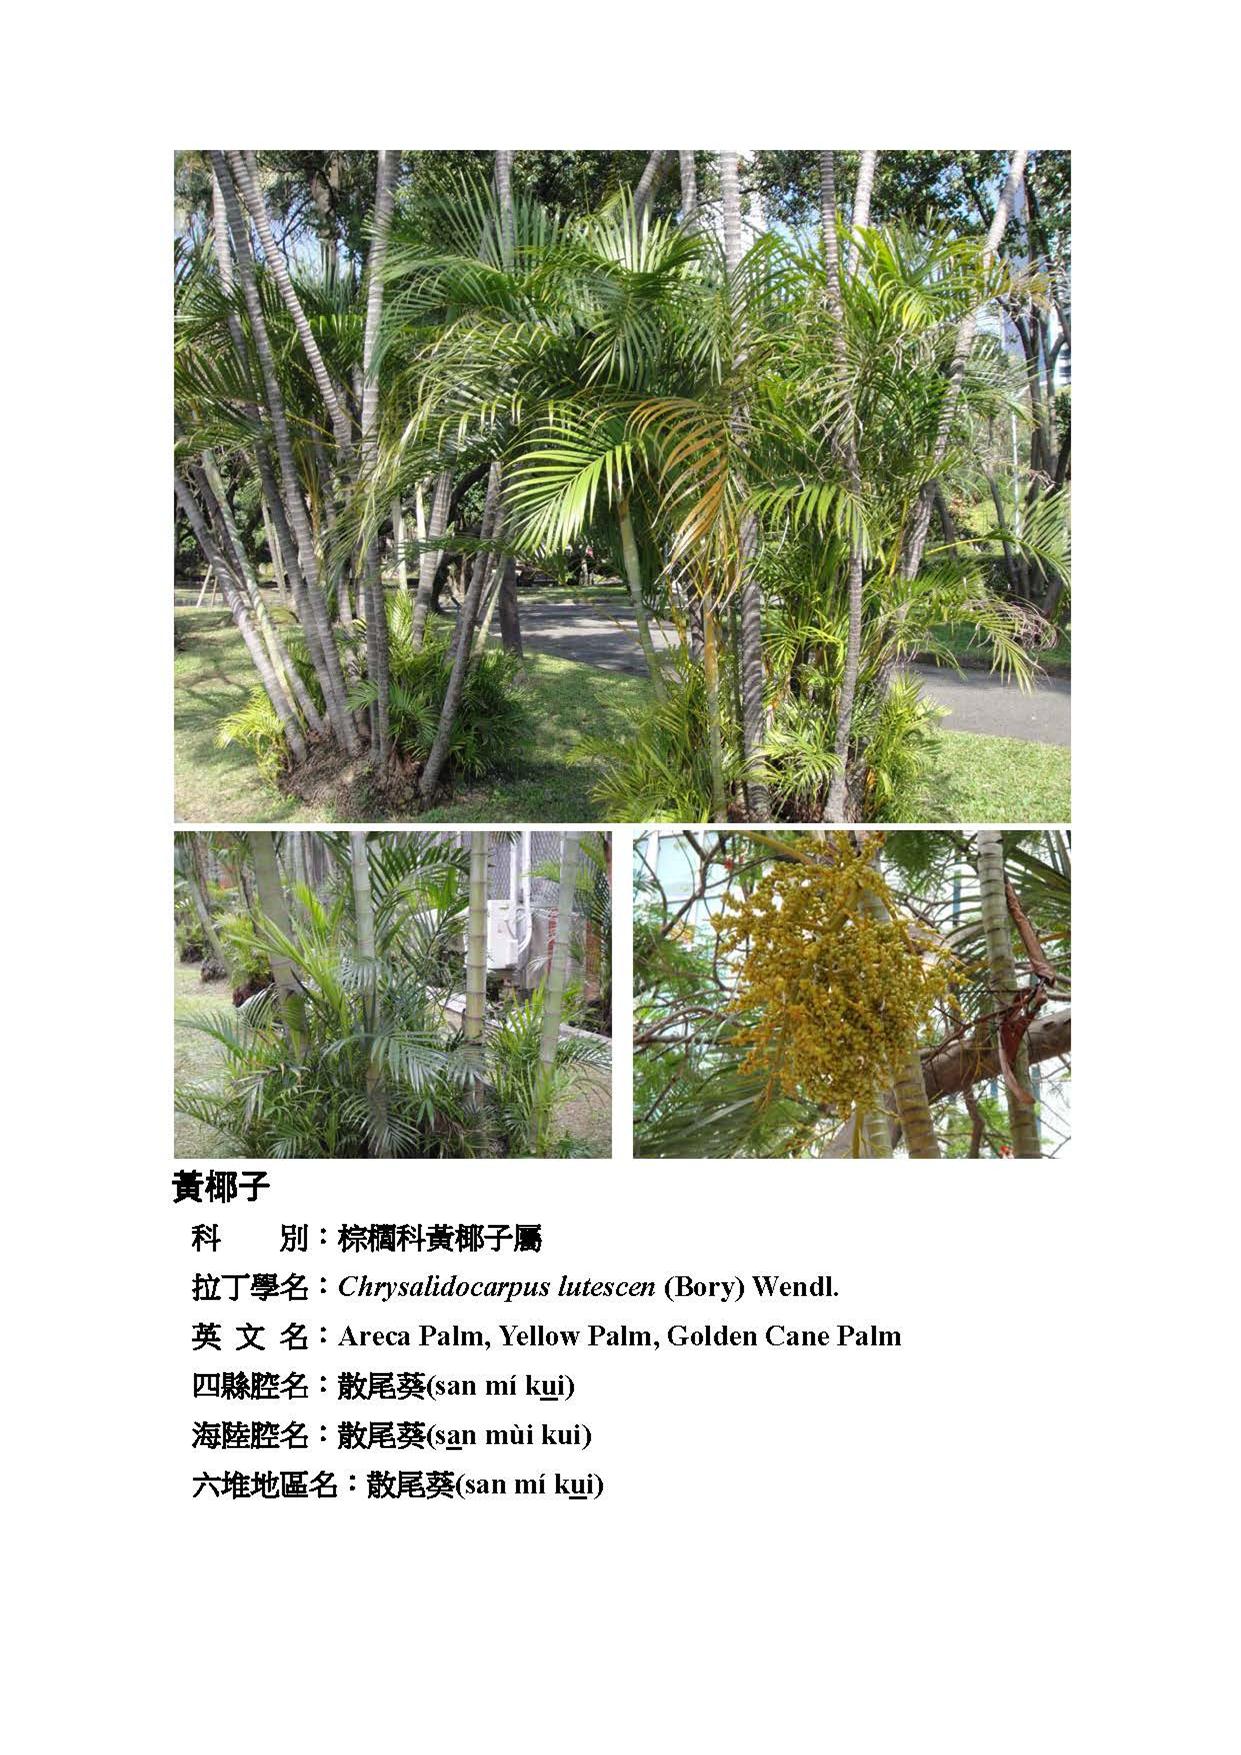 黃椰子
科　　別：棕櫚科黃椰子屬
拉丁學名：Chrysalidocarpus lutescen (Bory) Wendl.
英 文 名：Areca Palm, Yellow Palm, Golden Cane Palm
四縣腔名：散尾葵(san mí kui)
海陸腔名：散尾葵(san mùi kui)
六堆地區名：散尾葵(san mí kui)